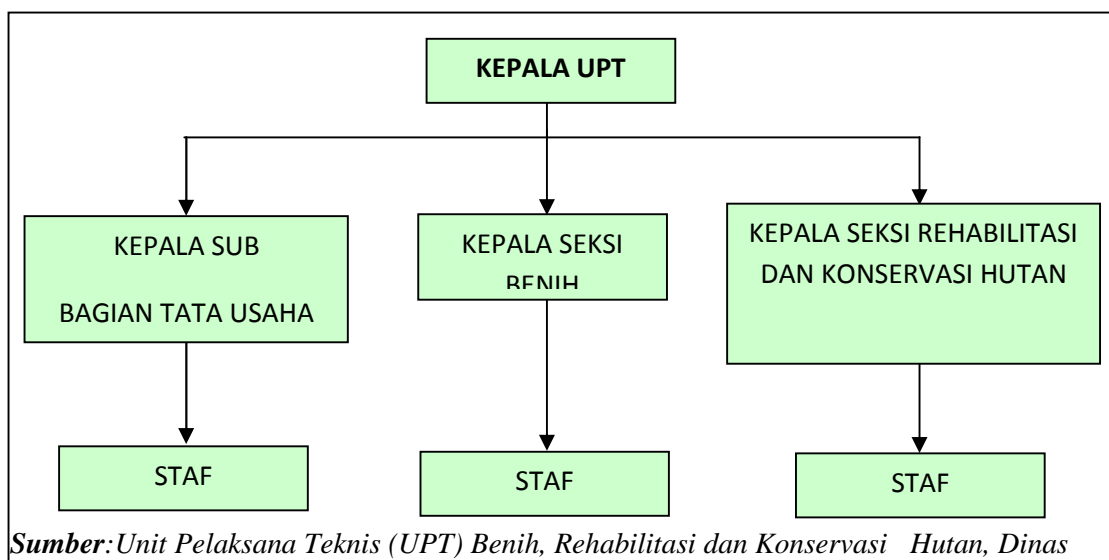 KEPALA UPT
KEPALA SUB
BAGIAN TATA USAHA
KEPALA SEKSI
BENIH
KEPALA SEKSI REHABILITASI
DAN KONSERVASI HUTAN
STAF
STAF
STAF
Sumber:Unit Pelaksana Teknis (UPT) Benih, Rehabilitasi dan Konservasi Hutan, Dinas